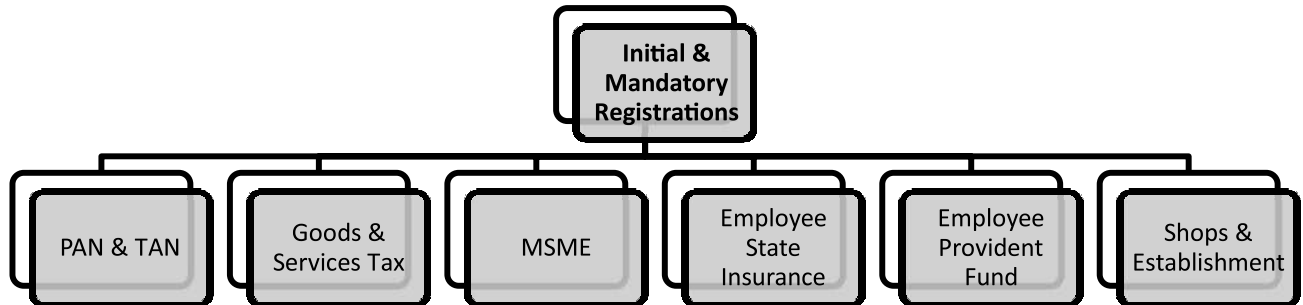 Initial &
Mandatory
Registrations
PAN & TAN
Goods &
Services Tax
MSME
Employee
State
Insurance
Employee
Provident
Fund
Shops &
Establishment